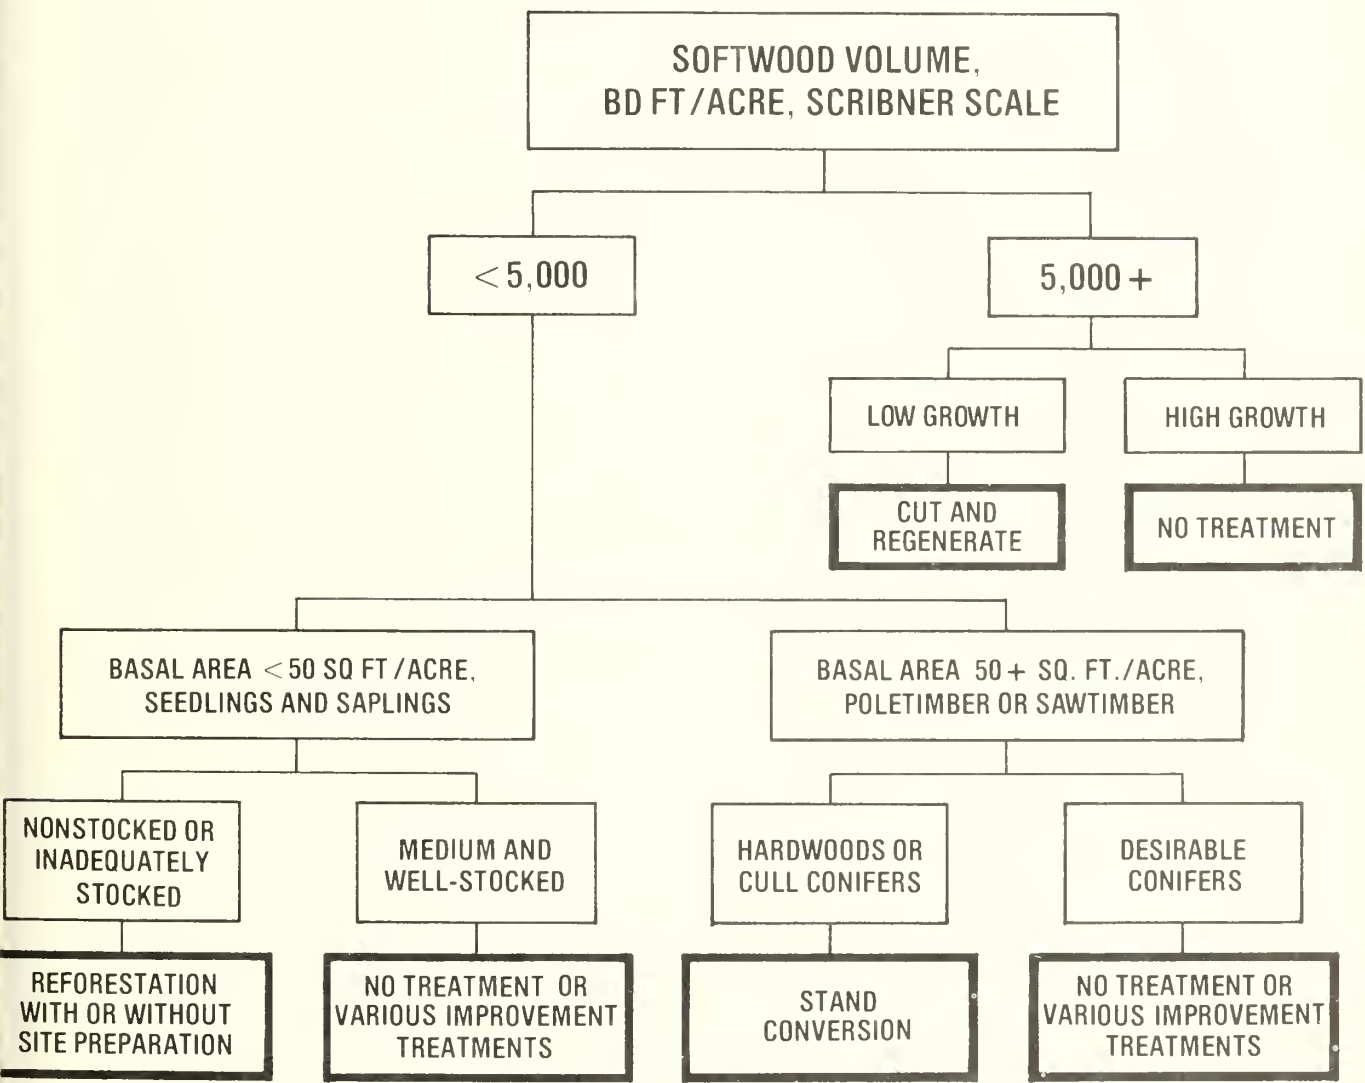 SOFTWOOD VOLUME,
BD FT/ACRE, SCRIBNER SCALE
<5,000
5,000+
LOW GROWTH
HIGH GROWTH
CUT AND
REGENERATE
NO TREATMENT
BASAL AREA <50 SQ FT/ACRE,
SEEDLINGS AND SAPLINGS
BASAL AREA 50+ SQ. FT./ACRE,
POLETIMBER OR SAWTIMBER
NONSTOCKED OR
INADEQUATELY
STOCKED
MEDIUM AND
WELL-STOCKED
HARDWOODS OR
CULL CONIFERS
DESIRABLE
CONIFERS
REFORESTATION
WITH OR WITHOUT
SITE PREPARATION
NO TREATMENT OR
VARIOUS IMPROVEMENT
TREATMENTS
STAND
CONVERSION
NO TREATMENT OR
VARIOUS IMPROVEMENT
TREATMENTS